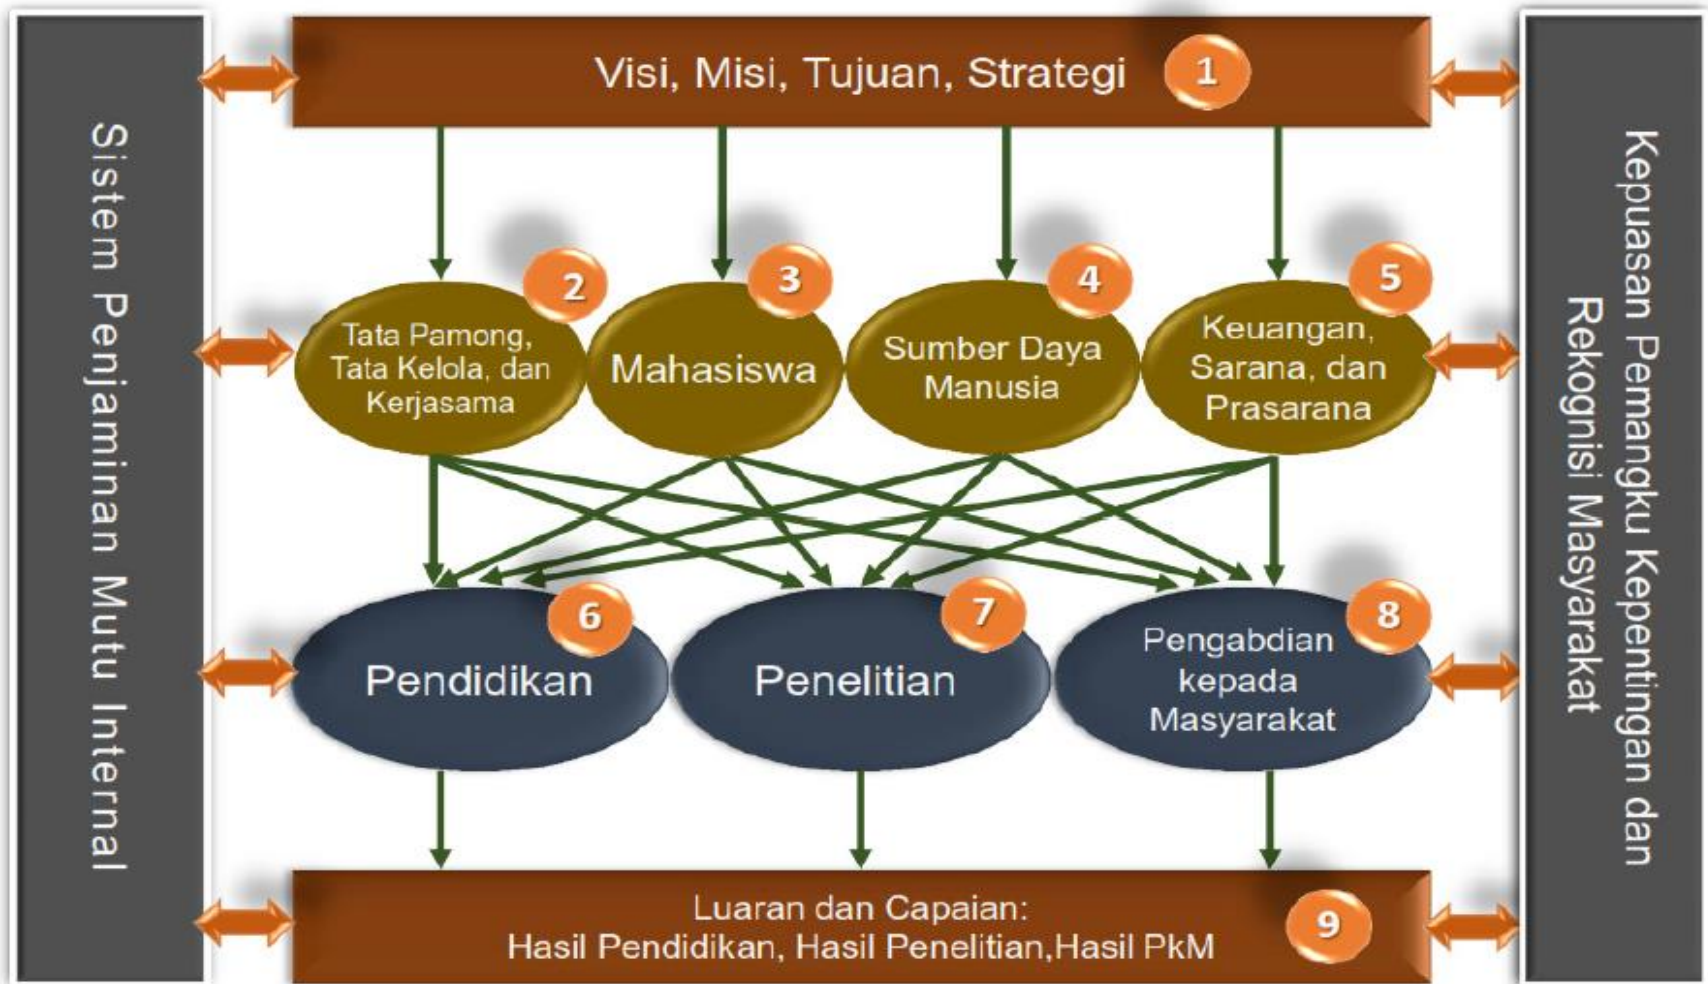 Sistem Penjaminan Mutu Internal
Visi, Misi, Tujuan, Strategi
1
2
Tata Pamong,
Tata Kelola, dan
Kerjasama
3
Mahasiswa
4
Sumber Daya
Manusia
5
Keuangan,
Sarana, dan
Prasarana
6
Pendidikan
7
Penelitian
8
Pengabdian
kepada
Masyarakat
Luaran dan Capaian:
Hasil Pendidikan, Hasil Penelitian,Hasil PkM
9
Kepuasan Pemangku Kepentingan dan
Rekognisi Masyarakat